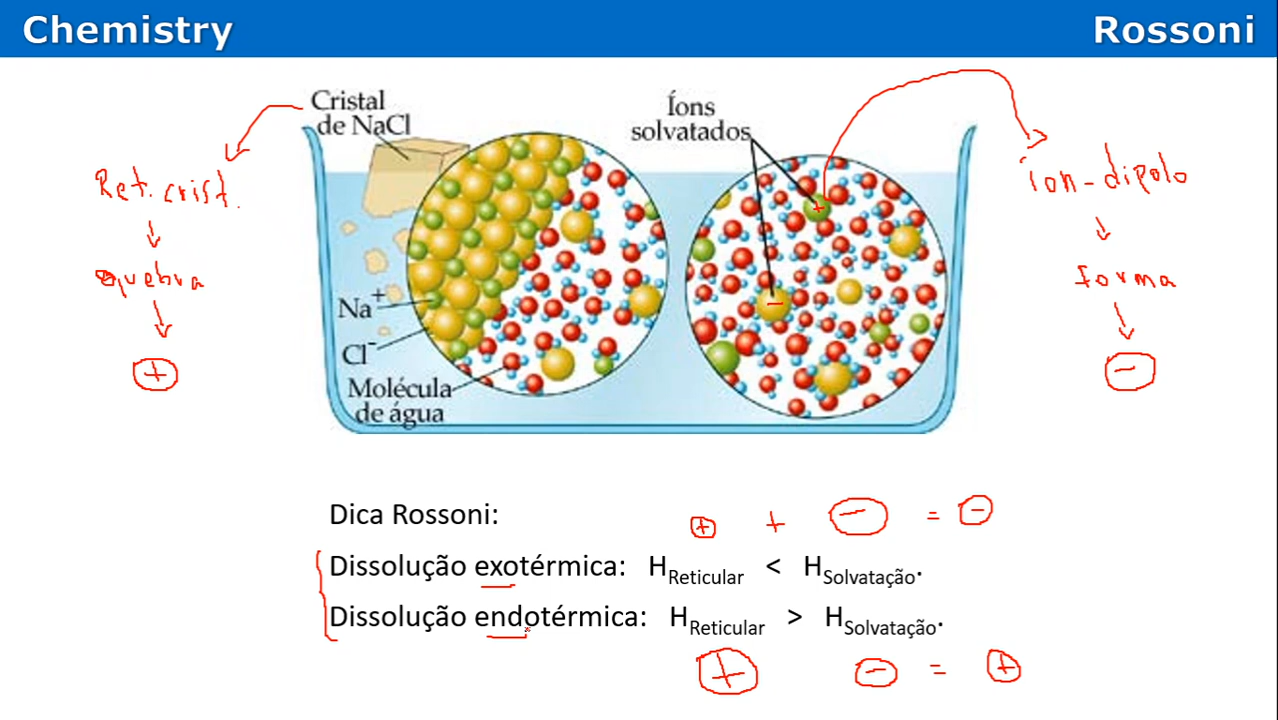 Chemistry
Rossoni
Cristal
de NaCl
Íons
solvatados
Ret. crist.
íon-dipolo
quebra
forma
+
-
+
-
Na+
Cl-
Molécula
de água
Dica Rossoni:
+ + - = -
Dissolução exotérmica: HReticular < HSolvatação.
Dissolução endotérmica: HReticular > HSolvatação.
+ - = +